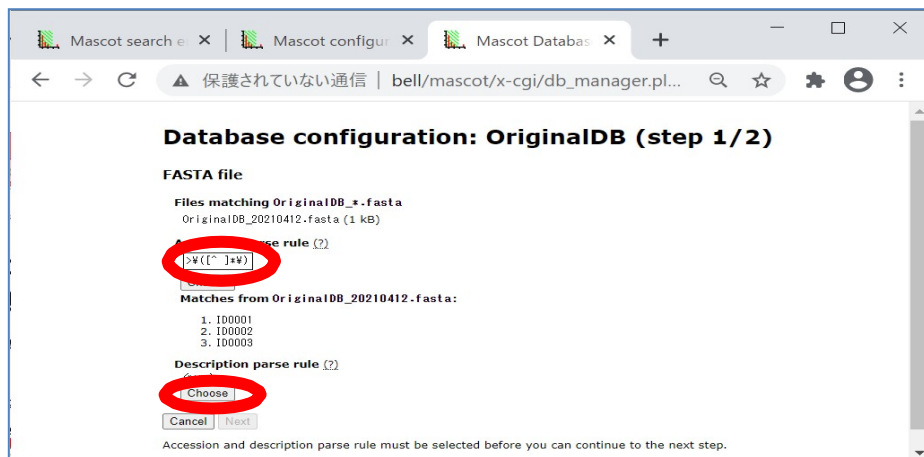 Mascot search e
Mascot configur
Mascot Databas
保護されていない通信 | bell/mascot/x-cgi/db_manager.pl...
Database configuration: OriginalDB (step 1/2)
FASTA file
Files matching OriginalDB_*.fasta
OriginalDB_20210412.fasta (1 kB)
rule (?)
>¥([^ ]*¥)
Matches from OriginalDB_20210412.fasta:
1. ID0001
2. ID0002
3. ID0003
Description parse rule (?)
Choose
Cancel Next
Accession and description parse rule must be selected before you can continue to the next step.